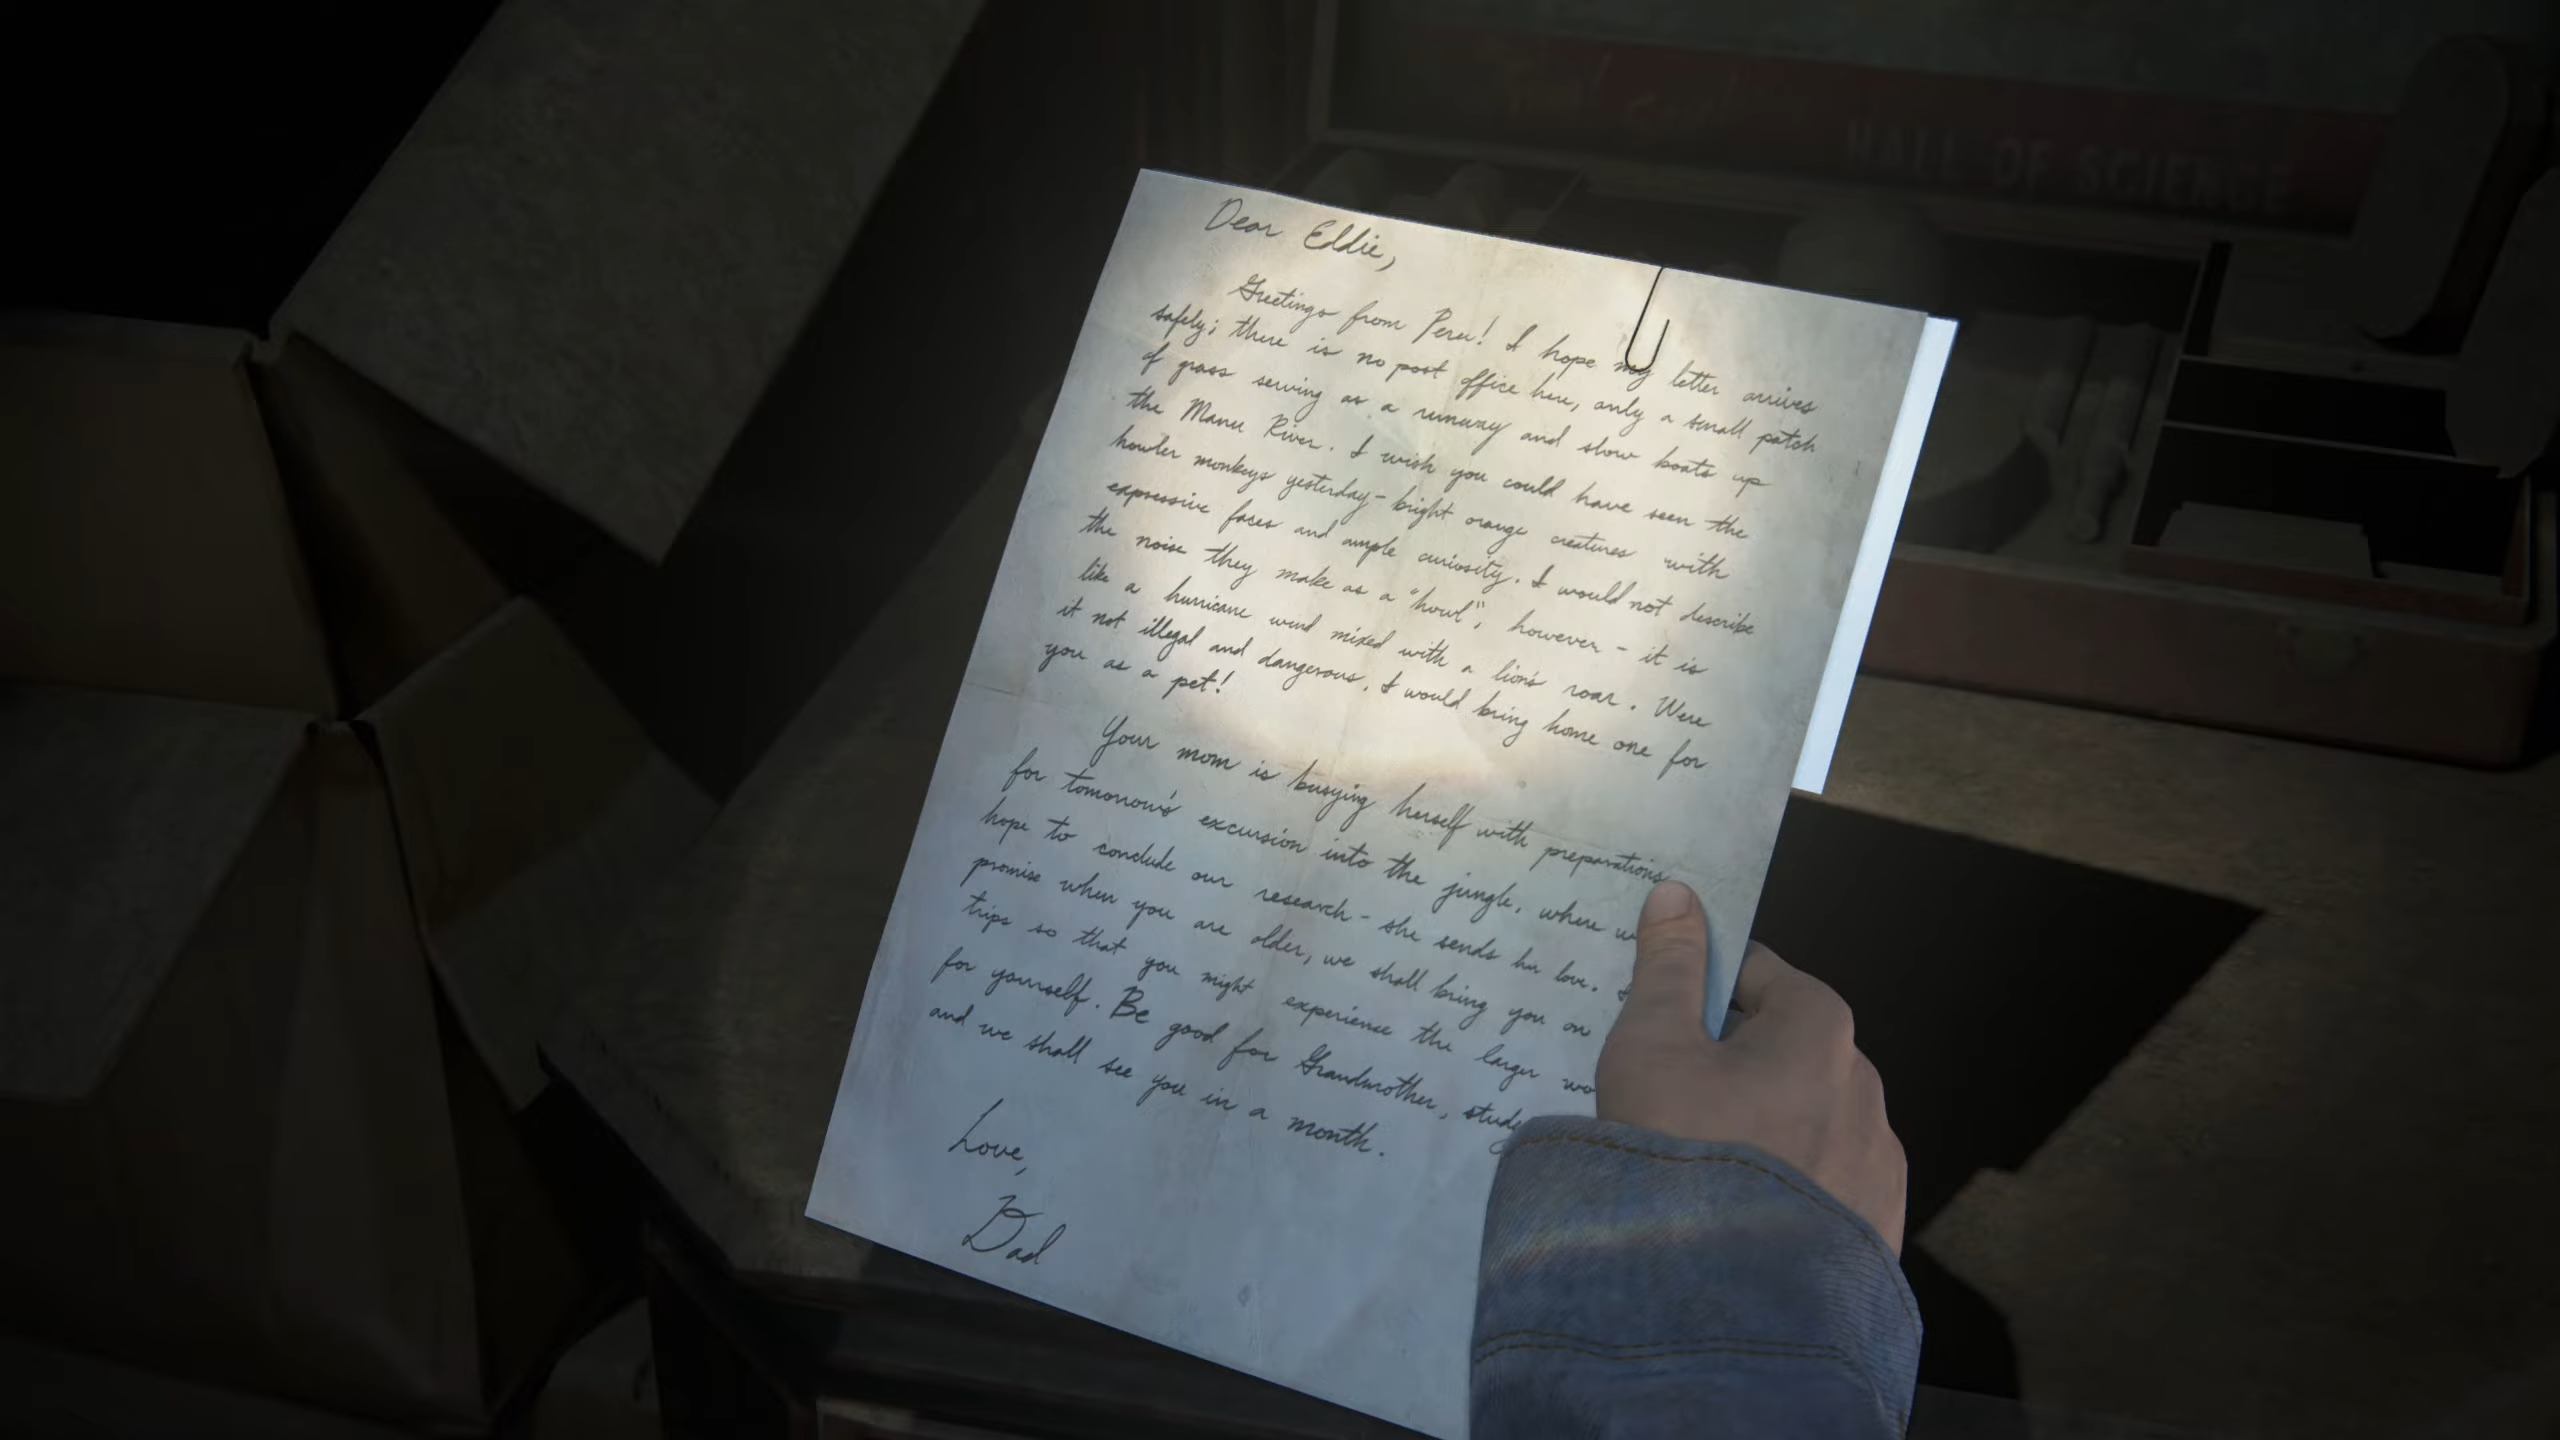 HALL OF SCIENCE
Dear Eddie,
Greetings from Peru! I hope my letter arrives
safely; there is no post office here, only a small patch
of grass serving as a runway and slow boats up
the Manu River. I wish you could have seen the
howler monkeys yesterday - bright orange creatures with
expressive faces and ample curiosity. I would not describe
the noise they make as a "howl", however - it is
like a hurricane wind mixed with a lion's roar. Were
it not illegal and dangerous, I would bring home one for
you as a pet!
Your mom is busying herself with preparations
for tomorrow's excursion into the jungle, where
hope to conclude our research - she sends her love. I
promise when you are older, we shall bring you on
trips so that you might experience the larger
for yourself. Be good for Grandmother, study
and we shall see you in a month.
Love,
Dad